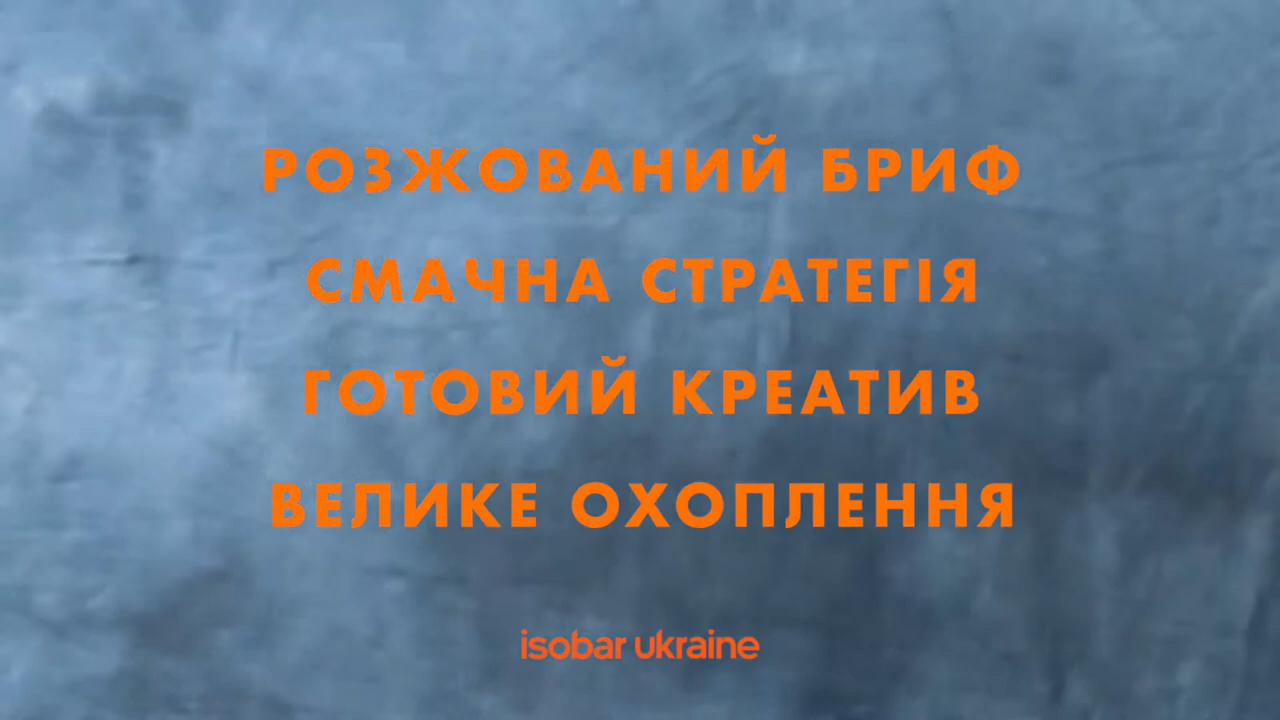 РОЗЖОВАНИЙ БРИФ
СМАЧНА СТРАТЕГІЯ
ГОТОВИЙ КРЕАТИВ
ВЕЛИКЕ ОХОПЛЕННЯ
isobar ukraine